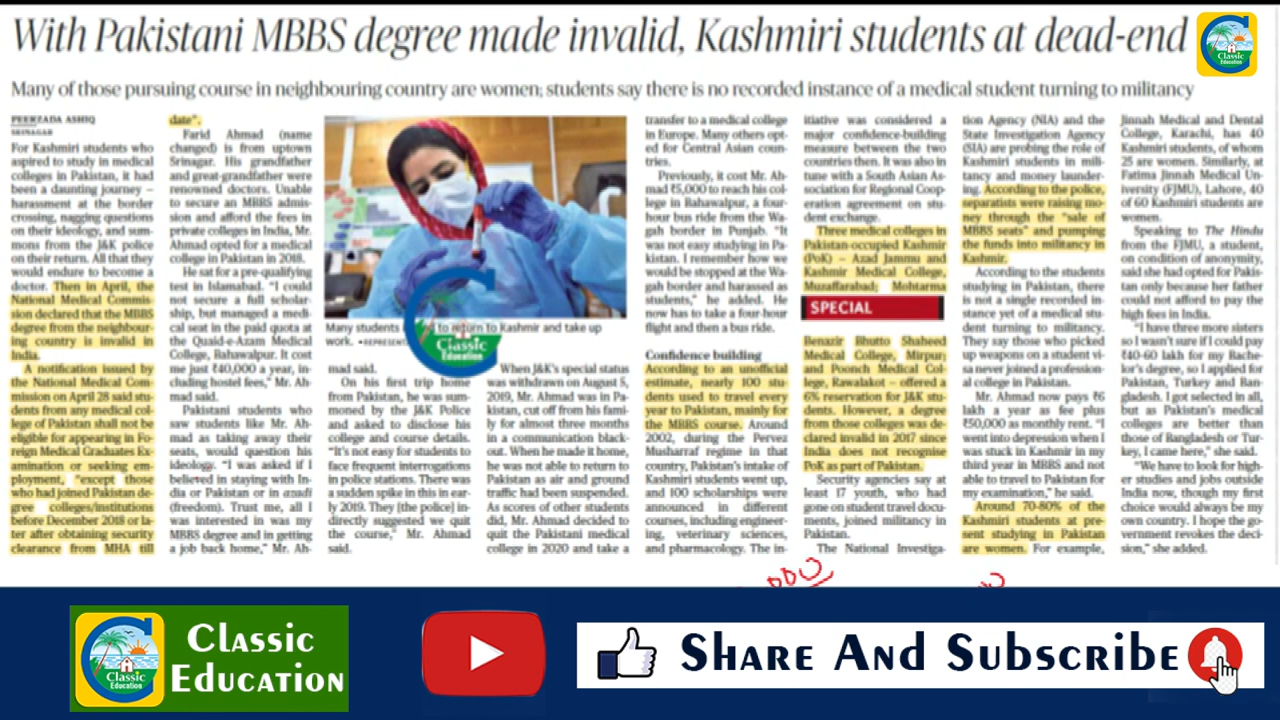 With Pakistani MBBS degree made invalid, Kashmiri students at dead-end
Many of those pursuing course in neighbouring country are women; students say there is no recorded instance of a medical student turning to militancy
PEERZADA ASHIQ
SRINAGAR
For Kashmiri students who
aspired to study in medical
colleges in Pakistan, it had
been a daunting journey –
harassment at the border
crossing, nagging questions
on their ideology, and sum-
mons from the J&K police
on their return. All that they
would endure to become a
doctor. Then in April, the
National Medical Commis-
sion declared that the MBBS
degree from the neighbour-
ing country is invalid in
India.
A notification issued by
the National Medical Com-
mission on April 28 said stu-
dents from any medical col-
lege of Pakistan shall not be
eligible for appearing in Fo-
reign Medical Graduates Ex-
amination or seeking em-
ployment, "except those
who had joined Pakistan de-
gree colleges/institutions
before December 2018 or la-
ter after obtaining security
clearance from MHA till
date".
Farid Ahmad (name
changed) is from uptown
Srinagar. His grandfather
and great-grandfather were
renowned doctors. Unable
to secure an MBBS admis-
sion and afford the fees in
private colleges in India, Mr.
Ahmad opted for a medical
college in Pakistan in 2018.
He sat for a pre-qualifying
test in Islamabad. "I could
not secure a full scholar-
ship, but managed a medi-
cal seat in the paid quota at
the Quaid-e-Azam Medical
College, Bahawalpur. It cost
me just ₹40,000 a year, in-
cluding hostel fees," Mr. Ah-
mad said.
Pakistani students who
saw students like Mr. Ah-
mad as taking away their
seats, would question his
ideology. "I was asked if I
believed in staying with In-
dia or Pakistan or in azadi
(freedom). Trust me, all I
was interested in was my
MBBS degree and in getting
a job back home," Mr. Ah-
Many students to return to Kashmir and take up
work.
mad said.
On his first trip home
from Pakistan, he was sum-
moned by the J&K Police
and asked to disclose his
college and course details.
"It's not easy for students to
face frequent interrogations
in police stations. There was
a sudden spike in this in ear-
ly 2019. They [the police] in-
directly suggested we quit
the course," Mr. Ahmad
said.
When J&K's special status
was withdrawn on August 5,
2019, Mr. Ahmad was in Pa-
kistan, cut off from his fami-
ly for almost three months
in a communication black-
out. When he made it home,
he was not able to return to
Pakistan as air and ground
traffic had been suspended.
As scores of other students
did, Mr. Ahmad decided to
quit the Pakistani medical
college in 2020 and take a
transfer to a medical college
in Europe. Many others opt-
ed for Central Asian coun-
tries.
Previously, it cost Mr. Ah-
mad ₹5,000 to reach his col-
lege in Bahawalpur, a four-
hour bus ride from the Wa-
gah border in Punjab. "It
was not easy studying in Pa-
kistan. I remember how we
would be stopped at the Wa-
gah border and harassed as
students," he added. He
now has to take a four-hour
flight and then a bus ride.
Confidence building
According to an unofficial
estimate, nearly 100 stu-
dents used to travel every
year to Pakistan, mainly for
the MBBS course. Around
2002, during the Pervez
Musharraf regime in that
country, Pakistan's intake of
Kashmiri students went up,
and 100 scholarships were
announced in different
courses, including engineer-
ing, veterinary sciences,
and pharmacology. The in-
itiative was considered a
major confidence-building
measure between the two
countries then. It was also in
tune with a South Asian As-
sociation for Regional Coop-
eration agreement on stu-
dent exchange.
Three medical colleges in
Pakistan-occupied Kashmir
(PoK) – Azad Jammu and
Kashmir Medical College,
Muzaffarabad; Mohtarma
SPECIAL
Benazir Bhutto Shaheed
Medical College, Mirpur;
and Poonch Medical Col-
lege, Rawalakot – offered a
6% reservation for J&K stu-
dents. However, a degree
from those colleges was de-
clared invalid in 2017 since
India does not recognise
PoK as part of Pakistan.
Security agencies say at
least 17 youth, who had
gone on student travel docu-
ments, joined militancy in
Pakistan.
The National Investiga-
tion Agency (NIA) and the
State Investigation Agency
(SIA) are probing the role of
Kashmiri students in mili-
tancy and money launder-
ing. According to the police,
separatists were raising mo-
ney through the "sale of
MBBS seats" and pumping
the funds into militancy in
Kashmir.
According to the students
studying in Pakistan, there
is not a single recorded in-
stance yet of a medical stu-
dent turning to militancy.
They say those who picked
up weapons on a student vi-
sa never joined a profession-
al college in Pakistan.
Mr. Ahmad now pays ₹6
lakh a year as fee plus
₹50,000 as monthly rent. "I
went into depression when I
was stuck in Kashmir in my
third year in MBBS and not
able to travel to Pakistan for
my examination," he said.
Around 70-80% of the
Kashmiri students at pre-
sent studying in Pakistan
are women. For example,
Jinnah Medical and Dental
College, Karachi, has 40
Kashmiri students, of whom
25 are women. Similarly, at
Fatima Jinnah Medical Un-
iversity (FJMU), Lahore, 40
of 60 Kashmiri students are
women.
Speaking to The Hindu
from the FJMU, a student,
on condition of anonymity,
said she had opted for Pakis-
tan only because her father
could not afford to pay the
high fees in India.
"I have three more sisters
so I wasn't sure if I could pay
₹40-60 lakh for my Bache-
lor's degree, so I applied for
Pakistan, Turkey and Ban-
gladesh. I got selected in all,
but as Pakistan's medical
colleges are better than
those of Bangladesh or Tur-
key, I came here," she said.
"We have to look for high-
er studies and jobs outside
India now, though my first
choice would always be my
own country. I hope the go-
vernment revokes the deci-
sion," she added.
Classic
Education
Classic
Education
Classic
Education
Classic
Education
Share And Subscribe